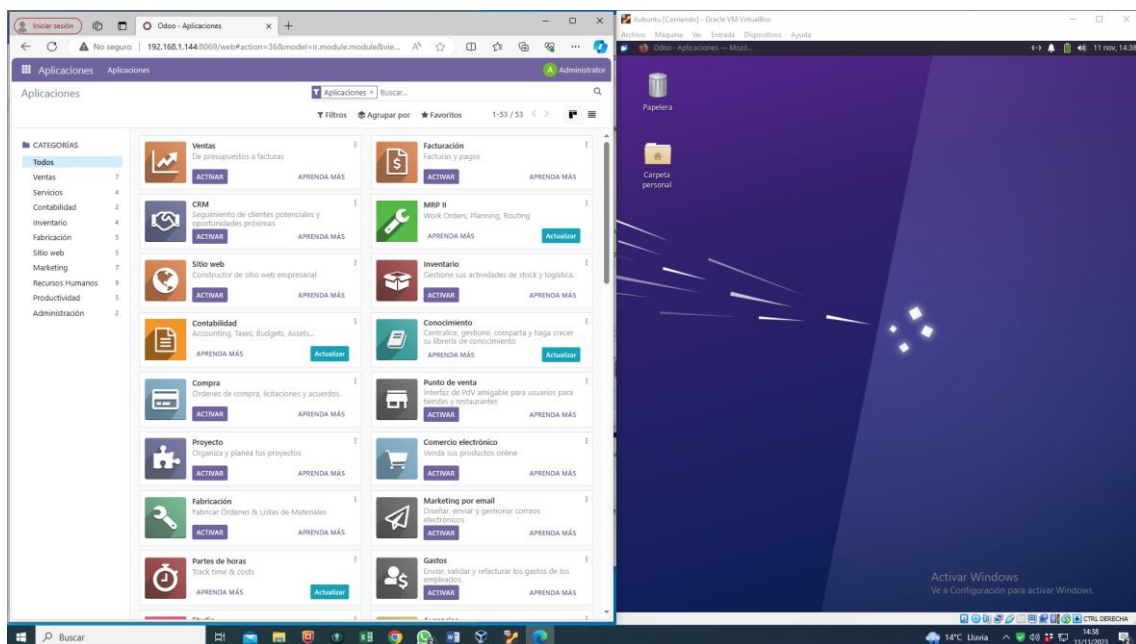 Iniciar sesión
Odoo - Aplicaciones
No seguro
192.168.1.144:8069/web#action=36&model=ir.module.module&vie...
Aplicaciones
Aplicaciones
Administrator
Aplicaciones
Aplicaciones
Buscar...
Filtros
Agrupar por
Favoritos
1-53 / 53
CATEGORÍAS
Todos
Ventas 7
Servicios 4
Contabilidad 2
Inventario 4
Fabricación 5
Sitio web 5
Marketing 7
Recursos Humanos 9
Productividad 5
Administración 2
Ventas
De presupuestos a facturas
ACTIVAR
APRENDA MÁS
Facturación
Facturas y pagos
ACTIVAR
APRENDA MÁS
CRM
Seguimiento de clientes potenciales y
oportunidades próximas
ACTIVAR
APRENDA MÁS
MRP II
Work Orders, Planning, Routing
APRENDA MÁS
Actualizar
Sitio web
Constructor de sitio web empresarial
ACTIVAR
APRENDA MÁS
Inventario
Gestione sus actividades de stock y logística.
ACTIVAR
APRENDA MÁS
Contabilidad
Accounting, Taxes, Budgets, Assets...
APRENDA MÁS
Actualizar
Conocimiento
Centralice, gestione, comparta y haga crecer
su librería de conocimiento
APRENDA MÁS
Actualizar
Compra
Órdenes de compra, licitaciones y acuerdos.
ACTIVAR
APRENDA MÁS
Punto de venta
Interfaz de PdV amigable para usuarios para
tiendas y restaurantes
ACTIVAR
APRENDA MÁS
Proyecto
Organiza y planea tus proyectos
ACTIVAR
APRENDA MÁS
Comercio electrónico
Venda sus productos online
ACTIVAR
APRENDA MÁS
Fabricación
Fabricar Órdenes & Listas de Materiales
ACTIVAR
APRENDA MÁS
Marketing por email
Diseñar, enviar y gestionar correos
electrónicos
ACTIVAR
APRENDA MÁS
Partes de horas
Track time & costs
APRENDA MÁS
Actualizar
Gastos
Enviar, validar y refacturar los gastos de los
empleados.
ACTIVAR
APRENDA MÁS
Xubuntu [Corriendo] - Oracle VM VirtualBox
Archivo Máquina Ver Entrada Dispositivos Ayuda
Odoo - Aplicaciones — Mozil...
11 nov, 14:38
Papelera
Carpeta
personal
Activar Windows
Ve a Configuración para activar Windows.
CTRL DERECHA
Buscar
14°C Lluvia
14:38
11/11/2023